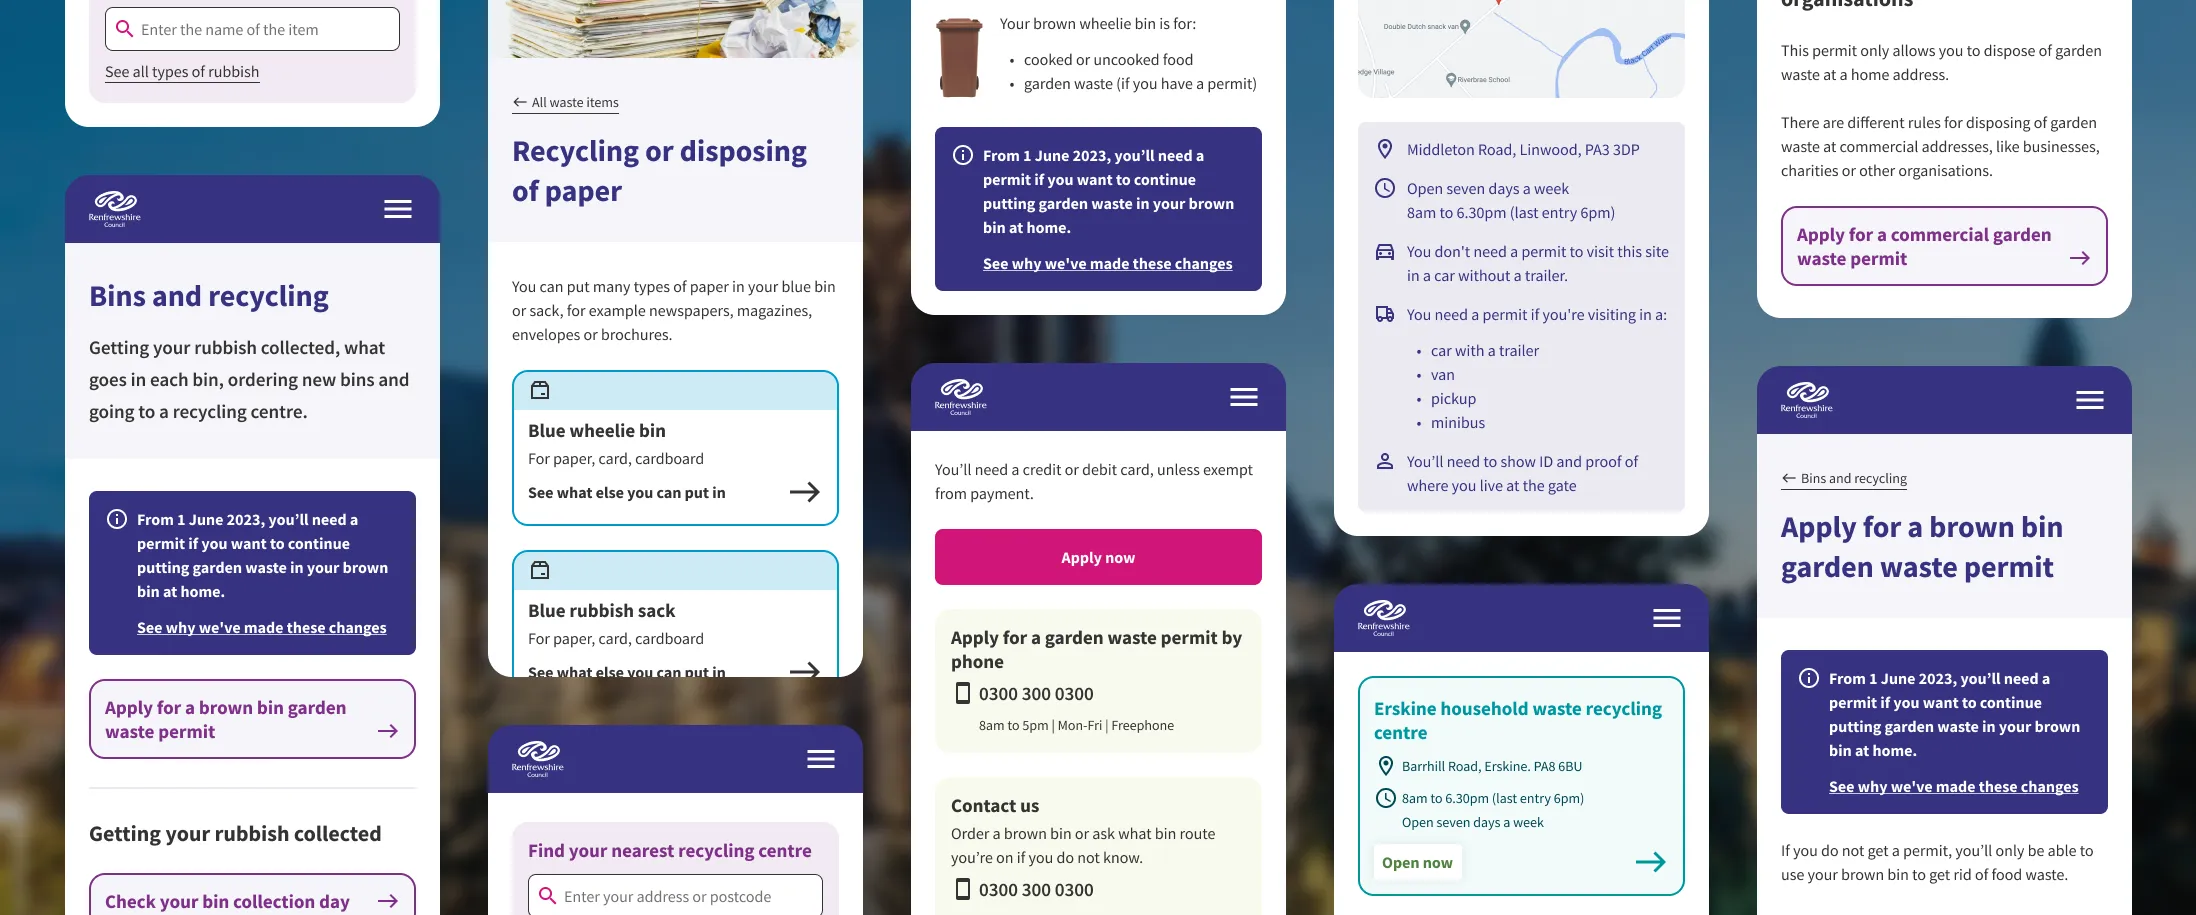 Enter the name of the item
See all types of rubbish
Renfrewshire
Council
Bins and recycling
Getting your rubbish collected, what
goes in each bin, ordering new bins and
going to a recycling centre.
From 1 June 2023, you’ll need a
permit if you want to continue
putting garden waste in your brown
bin at home.
See why we've made these changes
Apply for a brown bin garden
waste permit
Getting your rubbish collected
Check your bin collection day
← All waste items
Recycling or disposing
of paper
You can put many types of paper in your blue bin
or sack, for example newspapers, magazines,
envelopes or brochures.
Blue wheelie bin
For paper, card, cardboard
See what else you can put in
Blue rubbish sack
For paper, card, cardboard
See what else you can put in
Renfrewshire
Council
Find your nearest recycling centre
Enter your address or postcode
Your brown wheelie bin is for:
• cooked or uncooked food
• garden waste (if you have a permit)
From 1 June 2023, you’ll need a
permit if you want to continue
putting garden waste in your brown
bin at home.
See why we've made these changes
Renfrewshire
Council
You’ll need a credit or debit card, unless exempt
from payment.
Apply now
Apply for a garden waste permit by
phone
0300 300 0300
8am to 5pm | Mon-Fri | Freephone
Contact us
Order a brown bin or ask what bin route
you’re on if you do not know.
0300 300 0300
Double Dutch snack van
Black Cart Water
dge Village
Riverbrae School
Middleton Road, Linwood, PA3 3DP
Open seven days a week
8am to 6.30pm (last entry 6pm)
You don't need a permit to visit this site
in a car without a trailer.
You need a permit if you're visiting in a:
• car with a trailer
• van
• pickup
• minibus
You’ll need to show ID and proof of
where you live at the gate
Renfrewshire
Council
Erskine household waste recycling
centre
Barrhill Road, Erskine. PA8 6BU
8am to 6.30pm (last entry 6pm)
Open seven days a week
Open now
organisations
This permit only allows you to dispose of garden
waste at a home address.
There are different rules for disposing of garden
waste at commercial addresses, like businesses,
charities or other organisations.
Apply for a commercial garden
waste permit
Renfrewshire
Council
← Bins and recycling
Apply for a brown bin
garden waste permit
From 1 June 2023, you’ll need a
permit if you want to continue
putting garden waste in your brown
bin at home.
See why we've made these changes
If you do not get a permit, you’ll only be able to
use your brown bin to get rid of food waste.